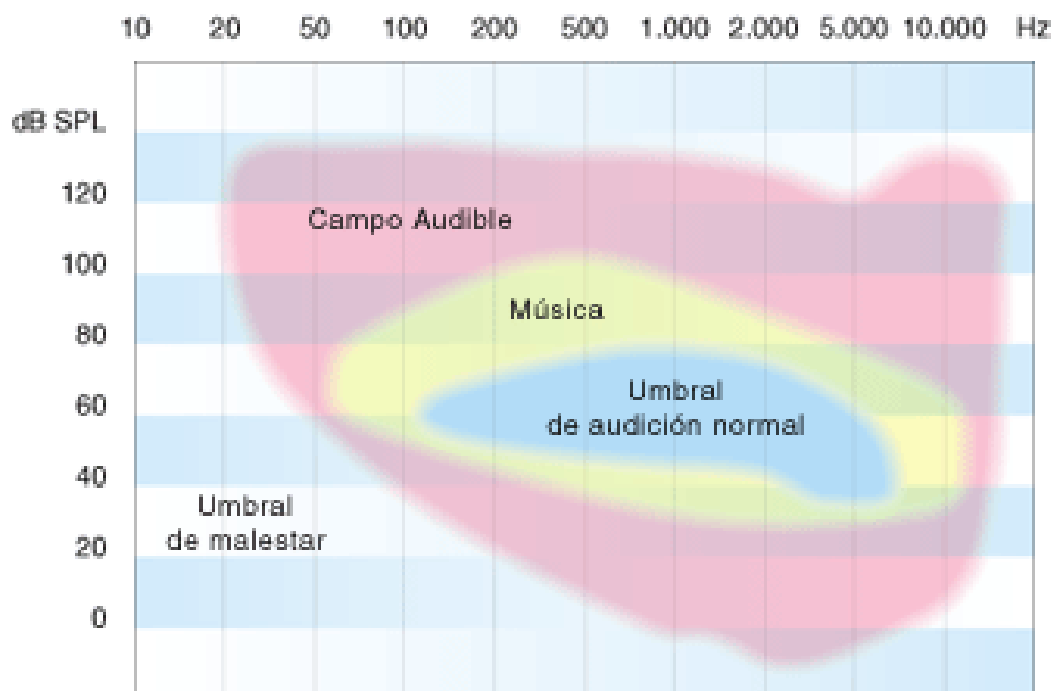 10 20 50 100 200 500 1.000 2.000 5.000 10.000 Hz
dB SPL
120
Campo Audible
100
Música
80
Umbral
60
de audición normal
40
Umbral
de malestar
20
0